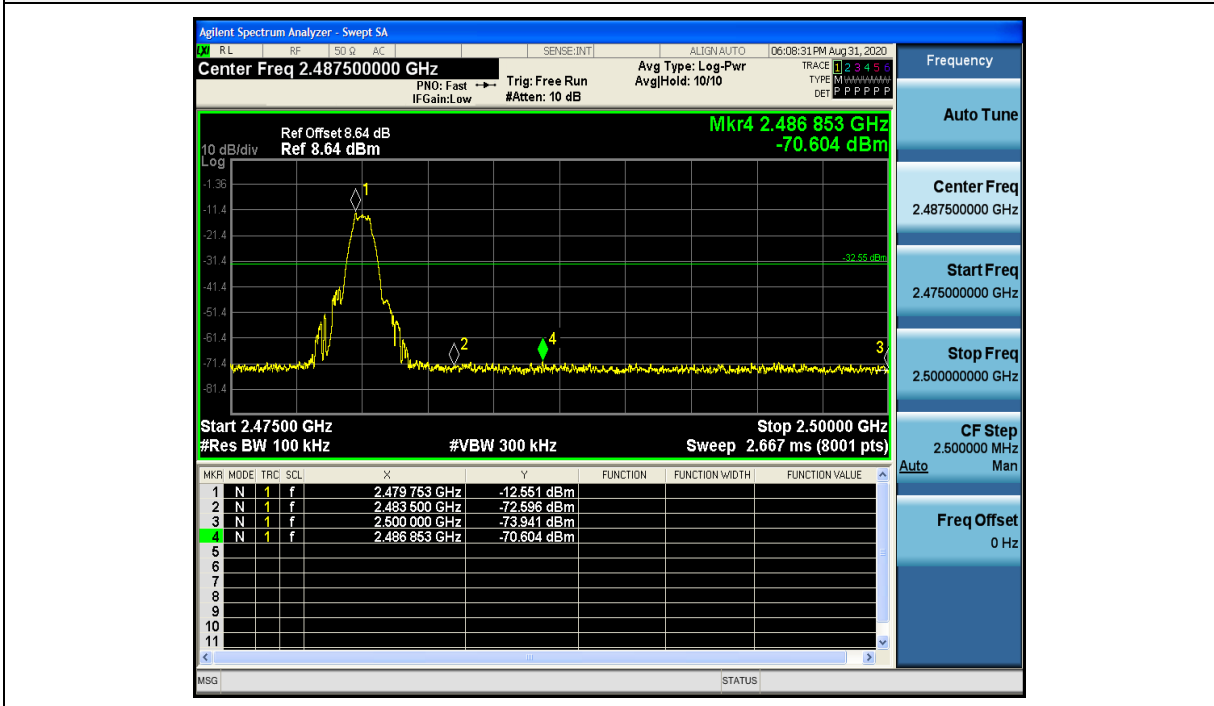 Agilent Spectrum Analyzer - Swept SA
LXI RL RF 50 Ω AC SENSE:INT ALIGN AUTO 06:08:31 PM Aug 31, 2020
Center Freq 2.487500000 GHz
PNO: Fast
IFGain:Low
Trig: Free Run
#Atten: 10 dB
Avg Type: Log-Pwr
Avg|Hold: 10/10
TRACE 1 2 3 4 5 6
TYPE M
DET P P P P P P
Mkr4 2.486 853 GHz
-70.604 dBm
Ref Offset 8.64 dB
10 dB/div Ref 8.64 dBm
Log
-1.36
-11.4
-21.4
-31.4
-41.4
-51.4
-61.4
-71.4
-81.4
1
2
4
3
-32.55 dBm
Start 2.47500 GHz Stop 2.50000 GHz
#Res BW 100 kHz #VBW 300 kHz Sweep 2.667 ms (8001 pts)
MKR MODE TRC SCL X Y FUNCTION FUNCTION WIDTH FUNCTION VALUE
1 N 1 f 2.479 753 GHz -12.551 dBm
2 N 1 f 2.483 500 GHz -72.596 dBm
3 N 1 f 2.500 000 GHz -73.941 dBm
4 N 1 f 2.486 853 GHz -70.604 dBm
5
6
7
8
9
10
11
MSG STATUS
Frequency
Auto Tune
Center Freq
2.487500000 GHz
Start Freq
2.475000000 GHz
Stop Freq
2.500000000 GHz
CF Step
2.500000 MHz
Auto Man
Freq Offset
0 Hz